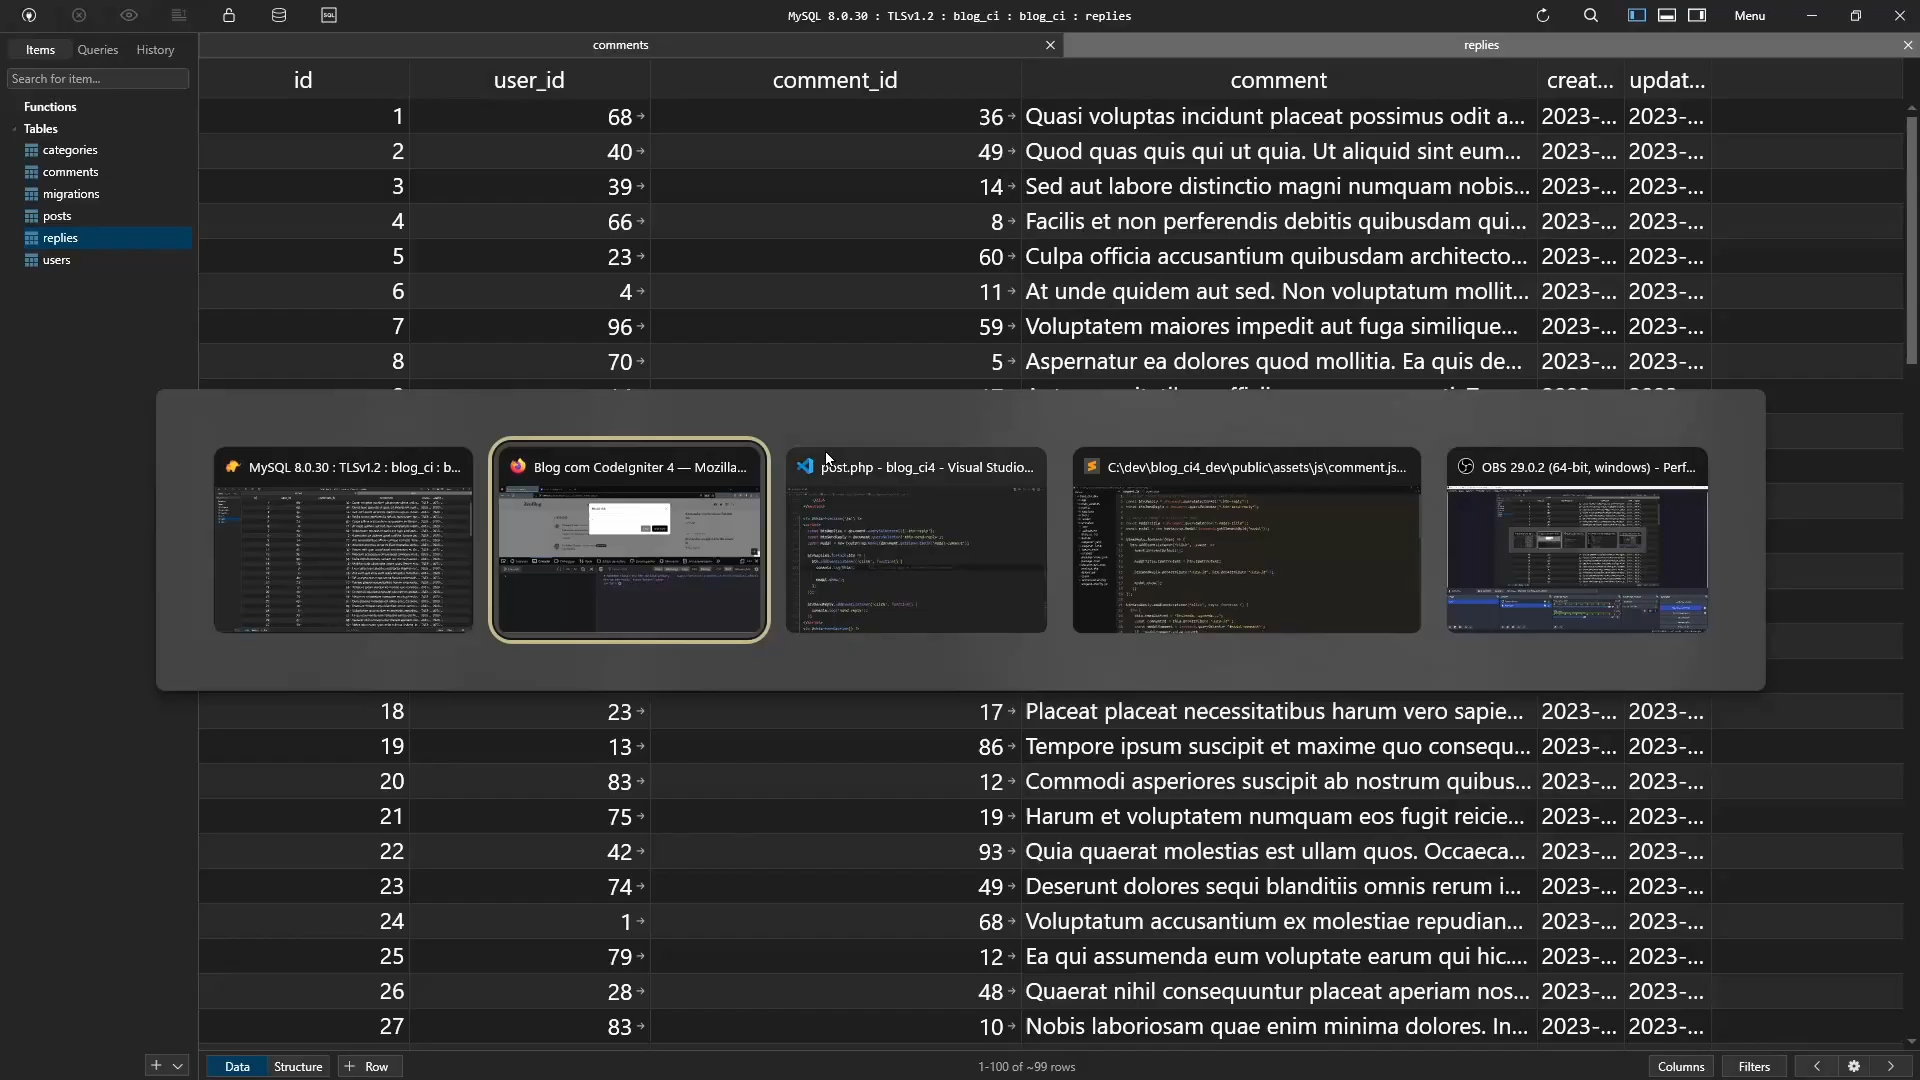 MySQL 8.0.30 : TLSv1.2 : blog_ci : blog_ci : replies
Menu
Items Queries History
comments
replies
Search for item...
Functions
Tables
categories
comments
migrations
posts
replies
users
id user_id comment_id comment creat... updat...
1 68 36 Quasi voluptas incidunt placeat possimus odit a... 2023-... 2023-...
2 40 49 Quod quas quis qui ut quia. Ut aliquid sint eum... 2023-... 2023-...
3 39 14 Sed aut labore distinctio magni numquam nobis... 2023-... 2023-...
4 66 8 Facilis et non perferendis debitis quibusdam qui... 2023-... 2023-...
5 23 60 Culpa officia accusantium quibusdam architecto... 2023-... 2023-...
6 4 11 At unde quidem aut sed. Non voluptatum mollit... 2023-... 2023-...
7 96 59 Voluptatem maiores impedit aut fuga similique... 2023-... 2023-...
8 70 5 Aspernatur ea dolores quod mollitia. Ea quis de... 2023-... 2023-...
MySQL 8.0.30 : TLSv1.2 : blog_ci : b...
Blog com CodeIgniter 4 — Mozilla...
post.php - blog_ci4 - Visual Studio...
C:\dev\blog_ci4_dev\public\assets\js\comment.js...
OBS 29.0.2 (64-bit, windows) - Perf...
18 23 17 Placeat placeat necessitatibus harum vero sapie... 2023-... 2023-...
19 13 86 Tempore ipsum suscipit et maxime quo consequ... 2023-... 2023-...
20 83 12 Commodi asperiores suscipit ab nostrum quibus... 2023-... 2023-...
21 75 19 Harum et voluptatem numquam eos fugit reicie... 2023-... 2023-...
22 42 93 Quia quaerat molestias est ullam quos. Occaeca... 2023-... 2023-...
23 74 49 Deserunt dolores sequi blanditiis omnis rerum i... 2023-... 2023-...
24 1 68 Voluptatum accusantium ex molestiae repudian... 2023-... 2023-...
25 79 12 Ea qui assumenda eum voluptate earum qui hic.... 2023-... 2023-...
26 28 48 Quaerat nihil consequuntur placeat aperiam nos... 2023-... 2023-...
27 83 10 Nobis laboriosam quae enim minima dolores. In... 2023-... 2023-...
Data Structure + Row 1-100 of ~99 rows Columns Filters